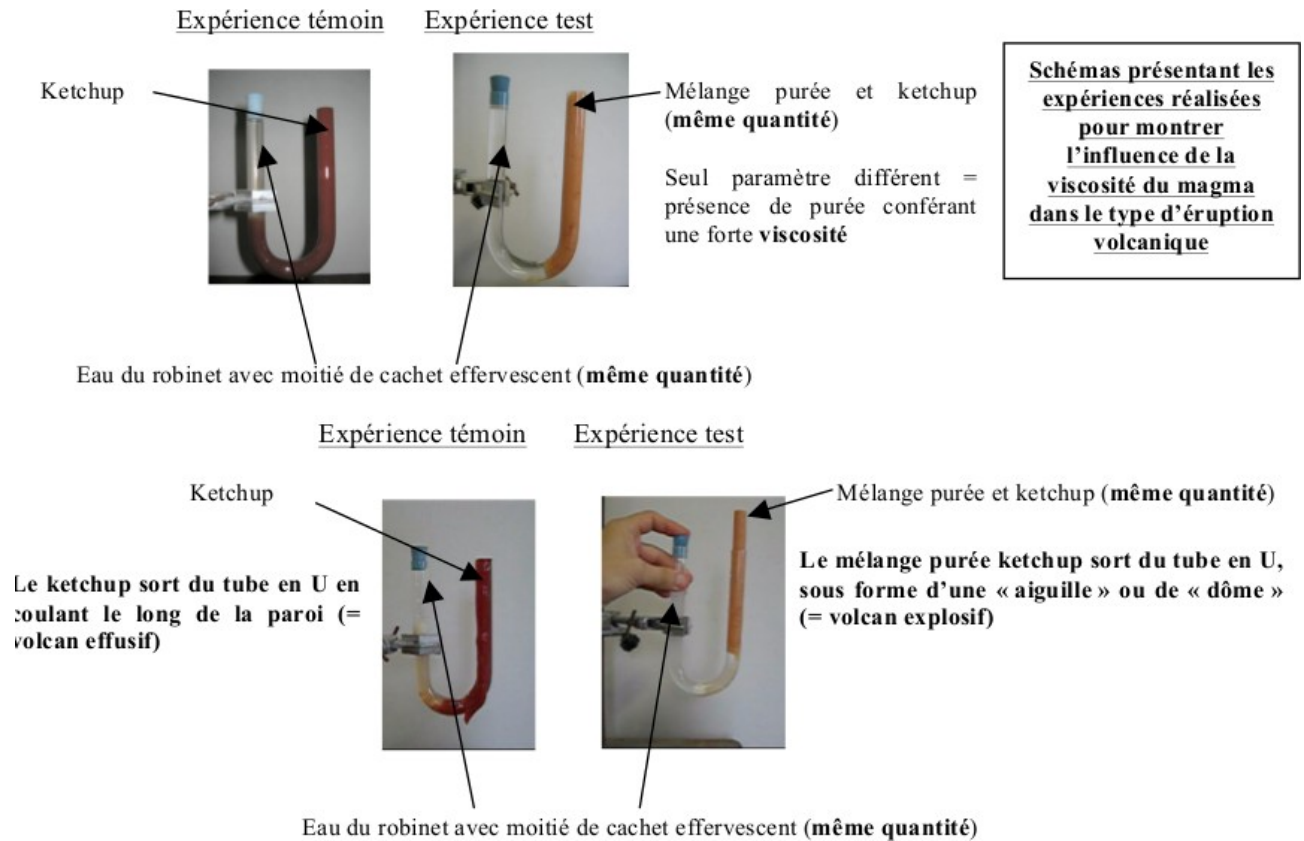 Expérience témoin
Expérience test
Ketchup
Mélange purée et ketchup
(même quantité)
Seul paramètre différent =
présence de purée conférant
une forte viscosité
Schémas présentant les
expériences réalisées
pour montrer
l'influence de la
viscosité du magma
dans le type d'éruption
volcanique
Eau du robinet avec moitié de cachet effervescent (même quantité)
Expérience témoin
Expérience test
Ketchup
Mélange purée et ketchup (même quantité)
Le ketchup sort du tube en U en
coulant le long de la paroi (=
volcan effusif)
Le mélange purée ketchup sort du tube en U,
sous forme d'une « aiguille » ou de « dôme »
(= volcan explosif)
Eau du robinet avec moitié de cachet effervescent (même quantité)